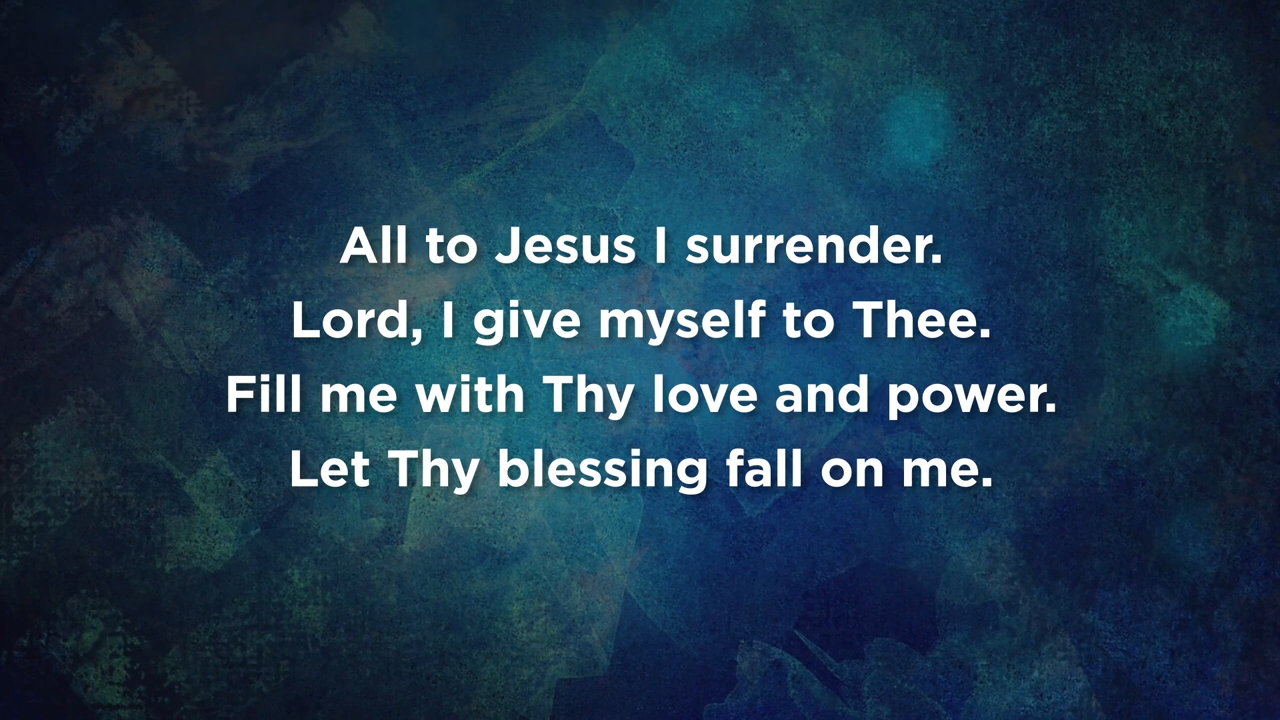 All to Jesus I surrender.
Lord, I give myself to Thee.
Fill me with Thy love and power.
Let Thy blessing fall on me.